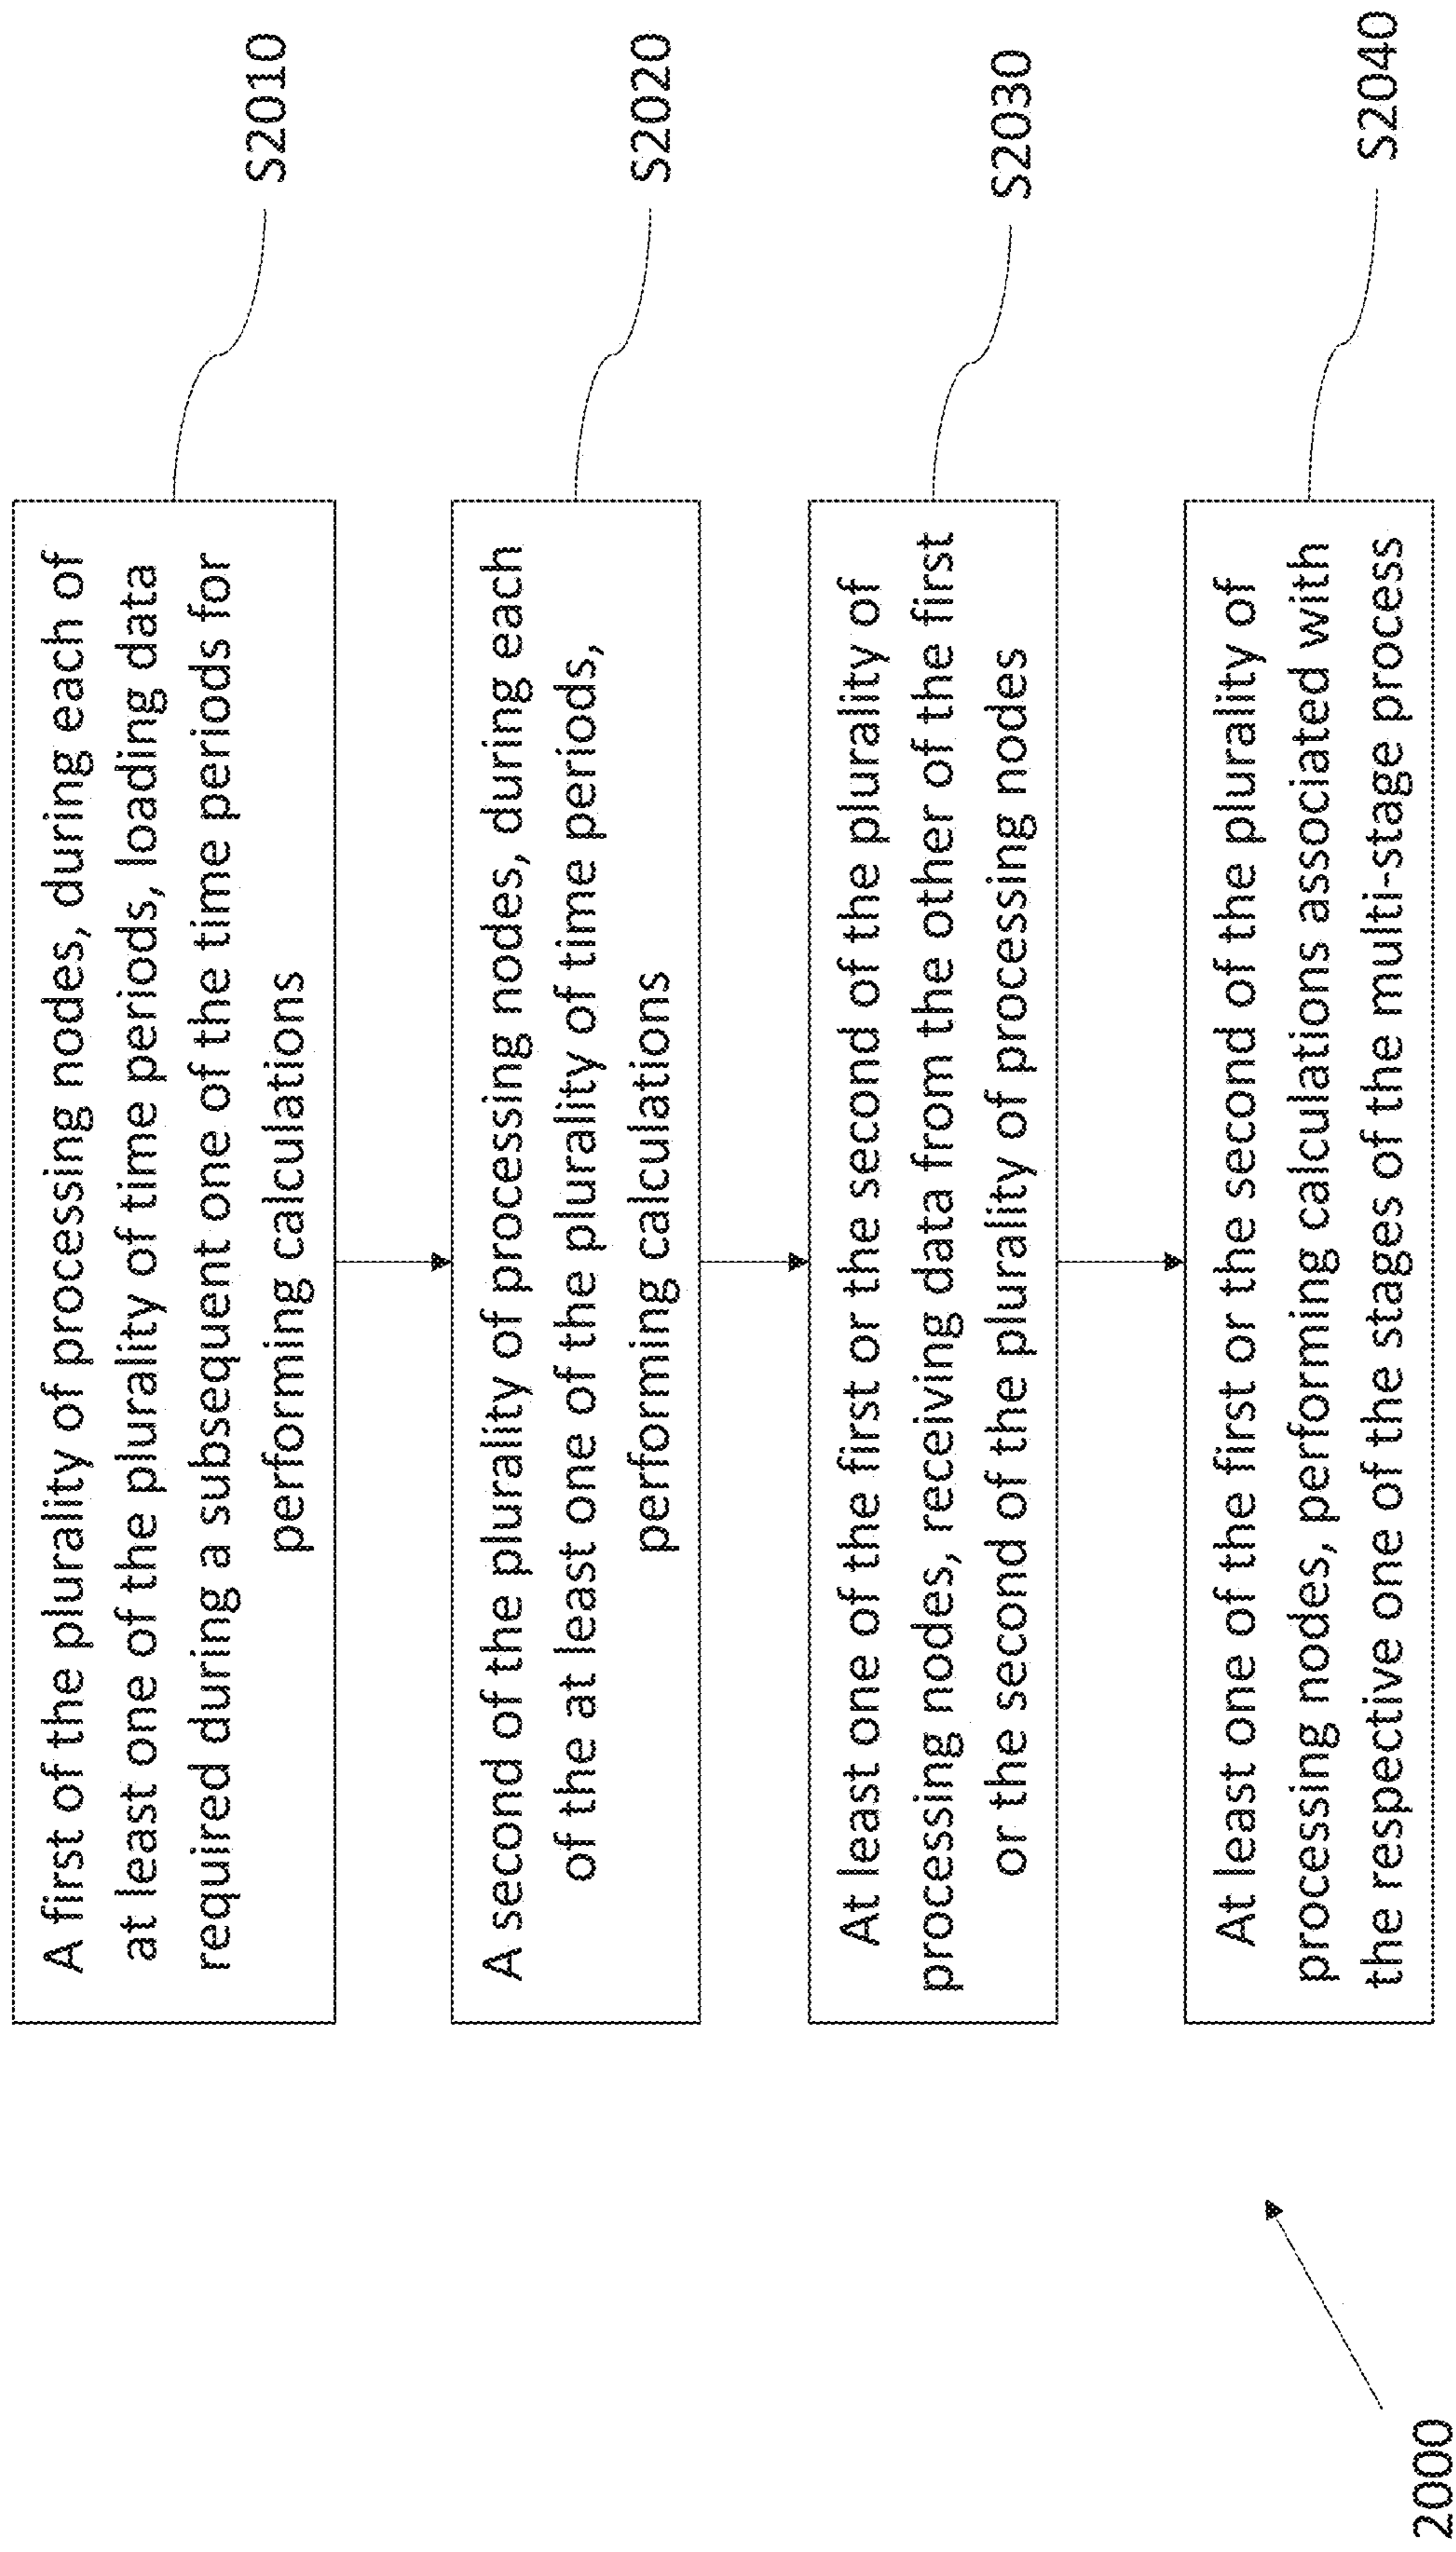 A first of the plurality of processing nodes, during each of
at least one of the plurality of time periods, loading data
required during a subsequent one of the time periods for
performing calculations
S2010
A second of the plurality of processing nodes, during each
of the at least one of the plurality of time periods,
performing calculations
S2020
At least one of the first or the second of the plurality of
processing nodes, receiving data from the other of the first
or the second of the plurality of processing nodes
S2030
At least one of the first or the second of the plurality of
processing nodes, performing calculations associated with
the respective one of the stages of the multi-stage process
S2040
2000